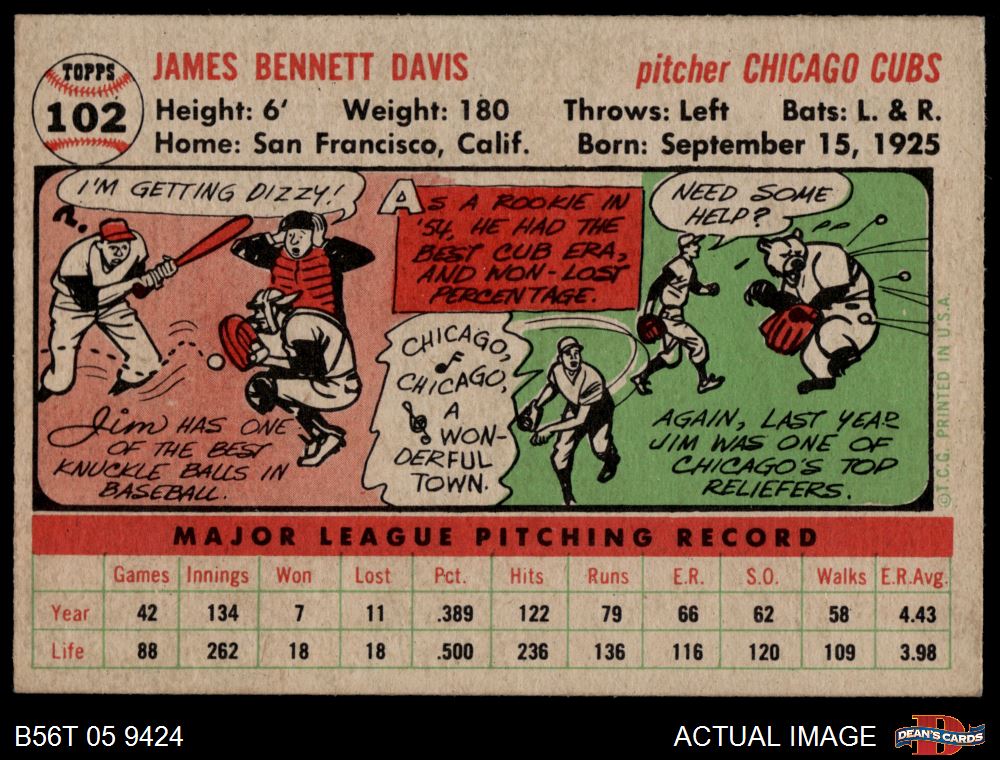 TOPPS
102
JAMES BENNETT DAVIS
pitcher CHICAGO CUBS
Height: 6' Weight: 180 Throws: Left Bats: L. & R.
Home: San Francisco, Calif. Born: September 15, 1925
I'M GETTING DIZZY!
?
JIM HAS ONE
OF THE BEST
KNUCKLE BALLS IN
BASEBALL.
AS A ROOKIE IN
'54, HE HAD THE
BEST CUB ERA,
AND WON-LOST
PERCENTAGE.
CHICAGO,
CHICAGO,
A
WON-
DERFUL
TOWN.
NEED SOME
HELP?
AGAIN, LAST YEAR
JIM WAS ONE OF
CHICAGO'S TOP
RELIEFERS.
©T.C.G. PRINTED IN U.S.A.
MAJOR LEAGUE PITCHING RECORD
Games Innings Won Lost Pct. Hits Runs E.R. S.O. Walks E.R.Avg.
Year 42 134 7 11 .389 122 79 66 62 58 4.43
Life 88 262 18 18 .500 236 136 116 120 109 3.98
B56T 05 9424
ACTUAL IMAGE
DEAN'S CARDS